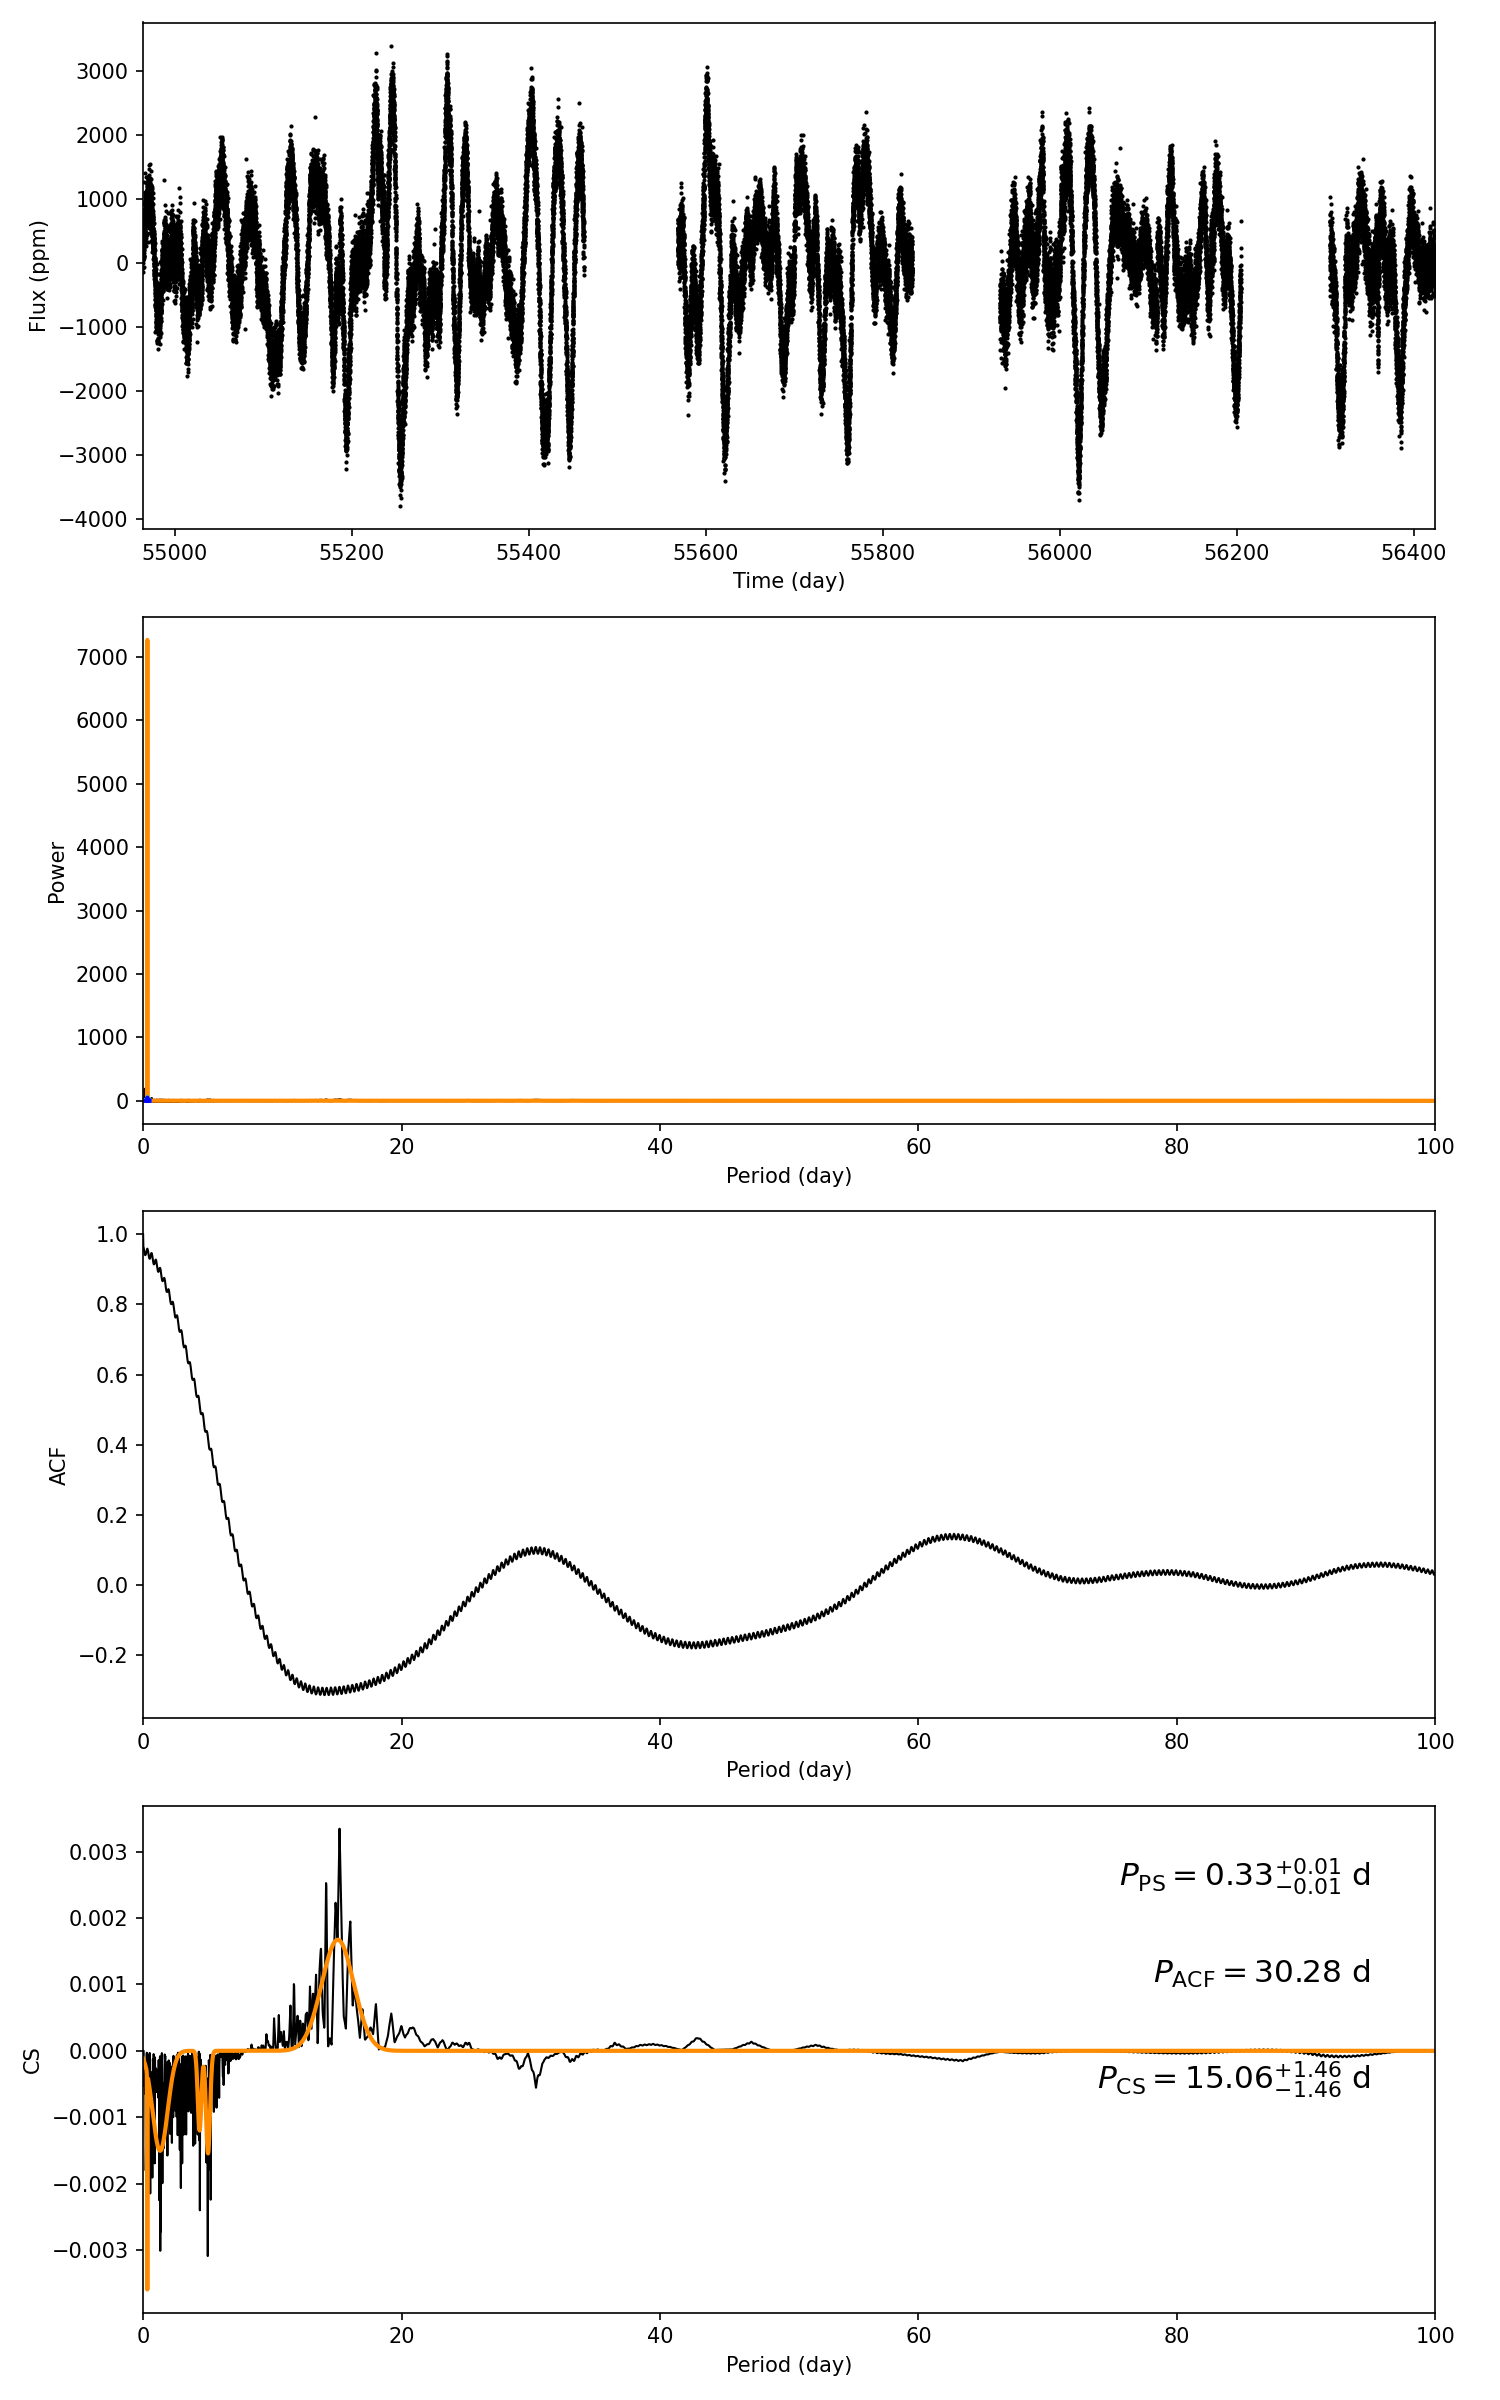 3000
2000
1000
0
−1000
−2000
−3000
−4000
Flux (ppm)
55000 55200 55400 55600 55800 56000 56200 56400
Time (day)
7000
6000
5000
4000
3000
2000
1000
0
Power
0 20 40 60 80 100
Period (day)
1.0
0.8
0.6
0.4
0.2
0.0
−0.2
ACF
0 20 40 60 80 100
Period (day)
0.003
0.002
0.001
0.000
−0.001
−0.002
−0.003
CS
P_PS = 0.33^{+0.01}_{−0.01} d
P_ACF = 30.28 d
P_CS = 15.06^{+1.46}_{−1.46} d
0 20 40 60 80 100
Period (day)